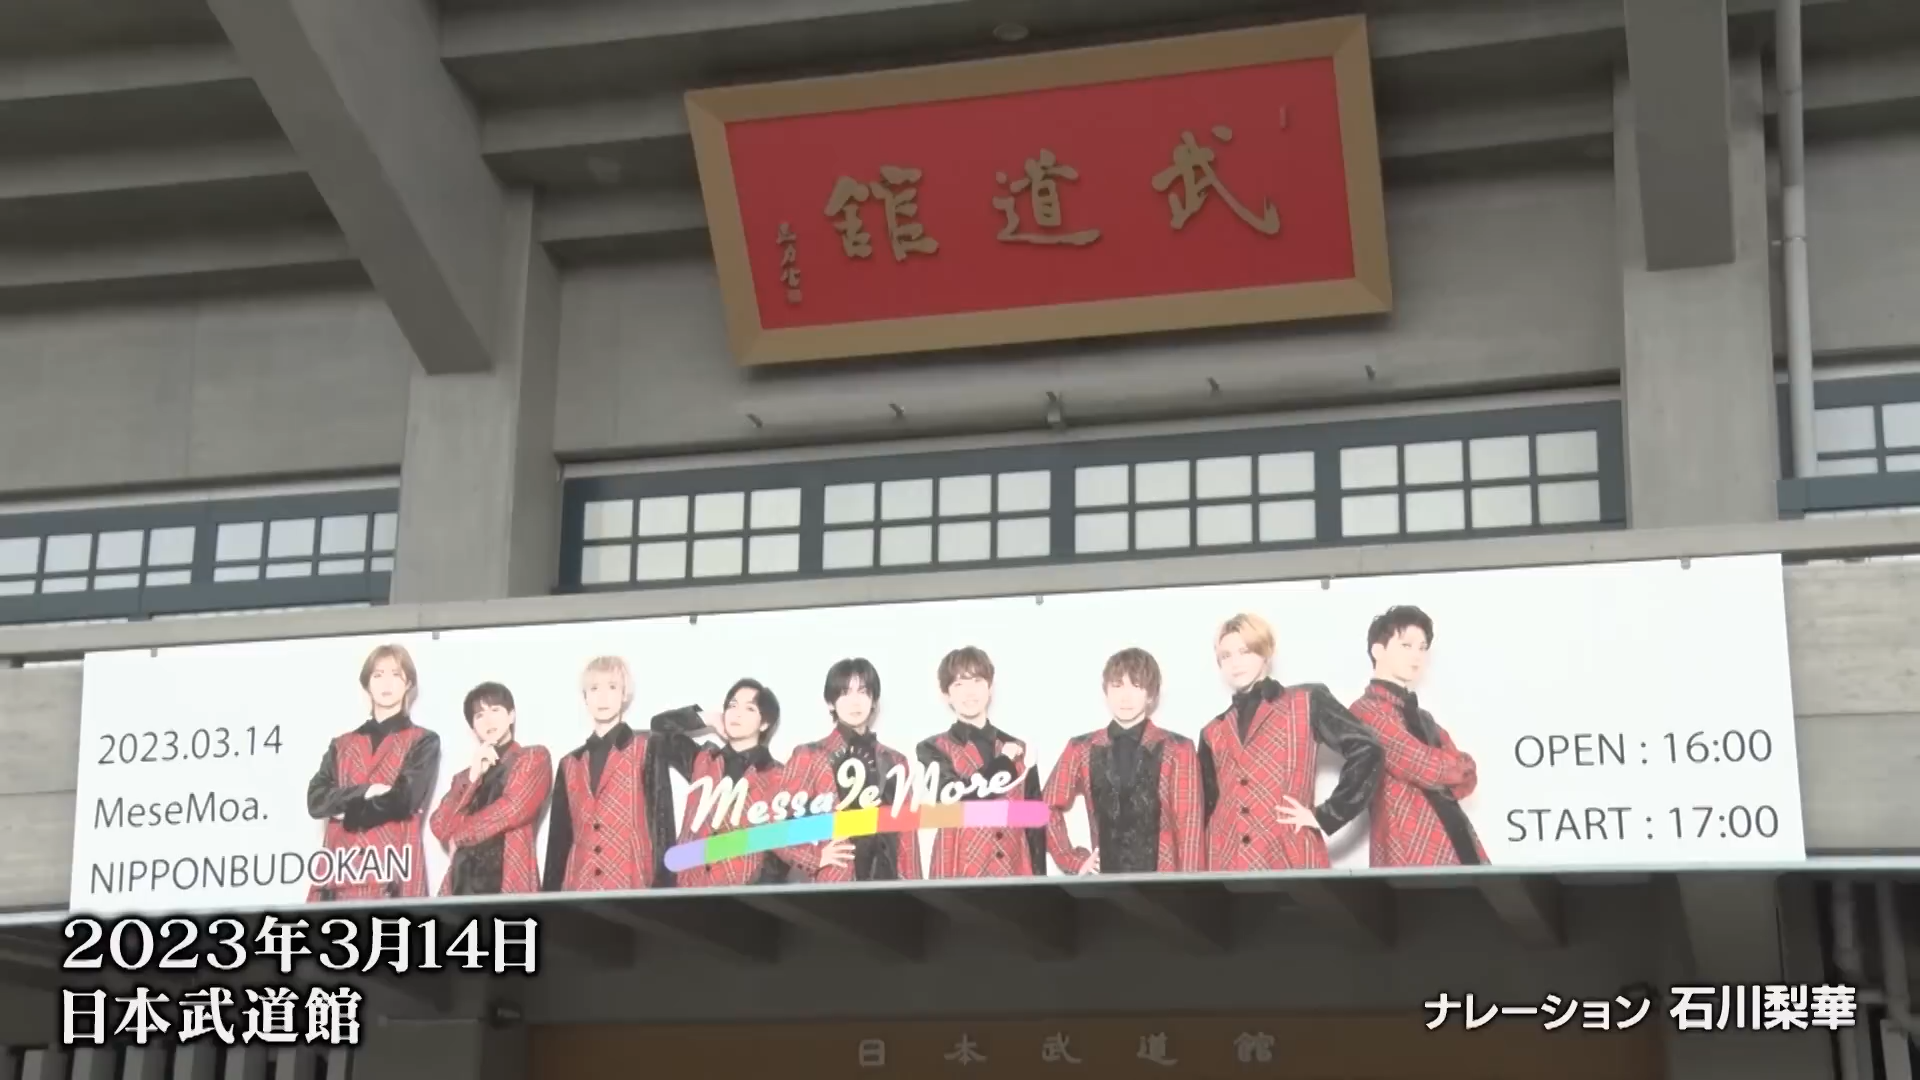 武道館
2023.03.14
MeseMoa.
NIPPONBUDOKAN
Messa9e More
OPEN : 16:00
START : 17:00
2023年3月14日
日本武道館
ナレーション 石川梨華
日本武道館